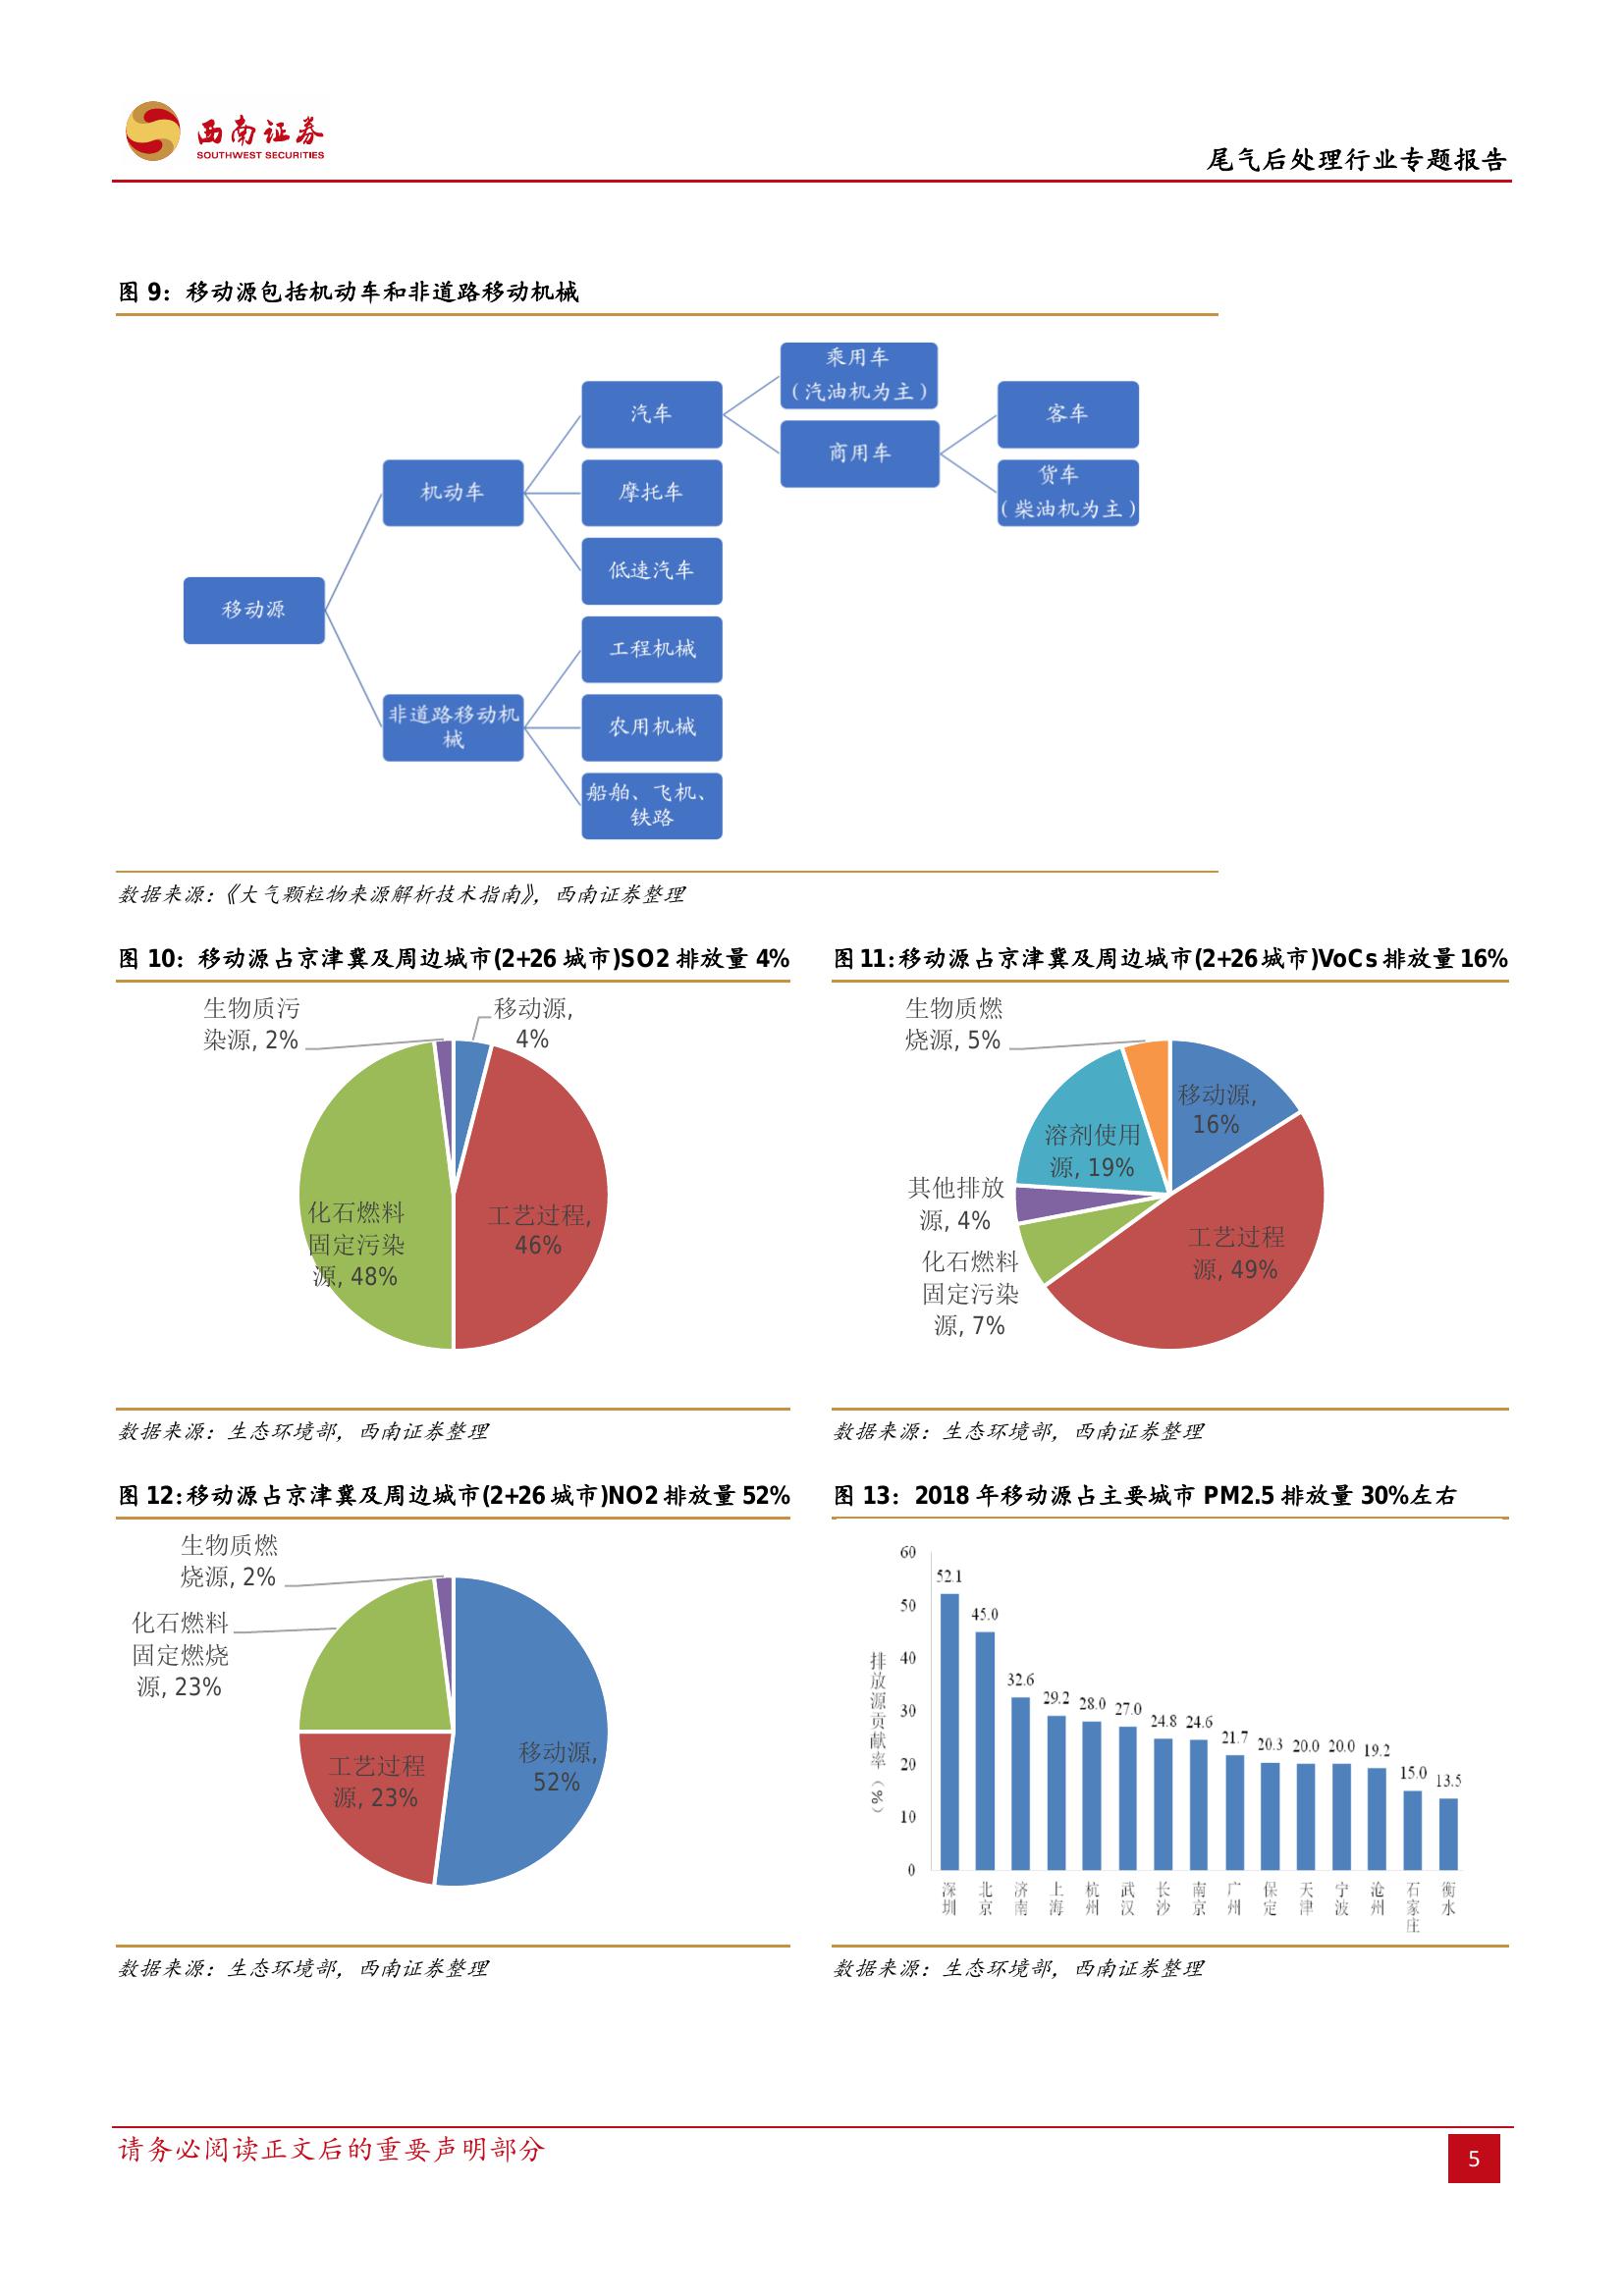 西南证券
SOUTHWEST SECURITIES
尾气后处理行业专题报告
图 9：移动源包括机动车和非道路移动机械
移动源
机动车
非道路移动机
械
汽车
摩托车
低速汽车
工程机械
农用机械
船舶、飞机、
铁路
乘用车
（汽油机为主）
商用车
客车
货车
（柴油机为主）
数据来源：《大气颗粒物来源解析技术指南》，西南证券整理
图 10：移动源占京津冀及周边城市(2+26 城市)SO2 排放量 4%
生物质污
染源, 2%
移动源,
4%
化石燃料
固定污染
源, 48%
工艺过程,
46%
数据来源：生态环境部，西南证券整理
图 11:移动源占京津冀及周边城市(2+26 城市)VoCs 排放量 16%
生物质燃
烧源, 5%
移动源,
16%
溶剂使用
源, 19%
其他排放
源, 4%
化石燃料
固定污染
源, 7%
工艺过程
源, 49%
数据来源：生态环境部，西南证券整理
图 12:移动源占京津冀及周边城市(2+26 城市)NO2 排放量 52%
生物质燃
烧源, 2%
化石燃料
固定燃烧
源, 23%
工艺过程
源, 23%
移动源,
52%
数据来源：生态环境部，西南证券整理
图 13：2018 年移动源占主要城市 PM2.5 排放量 30%左右
排放源贡献率（%）
60
50
40
30
20
10
0
52.1
45.0
32.6
29.2
28.0
27.0
24.8
24.6
21.7
20.3
20.0
20.0
19.2
15.0
13.5
深圳
北京
济南
上海
杭州
武汉
长沙
南京
广州
保定
天津
宁波
沧州
石家庄
衡水
数据来源：生态环境部，西南证券整理
请务必阅读正文后的重要声明部分
5